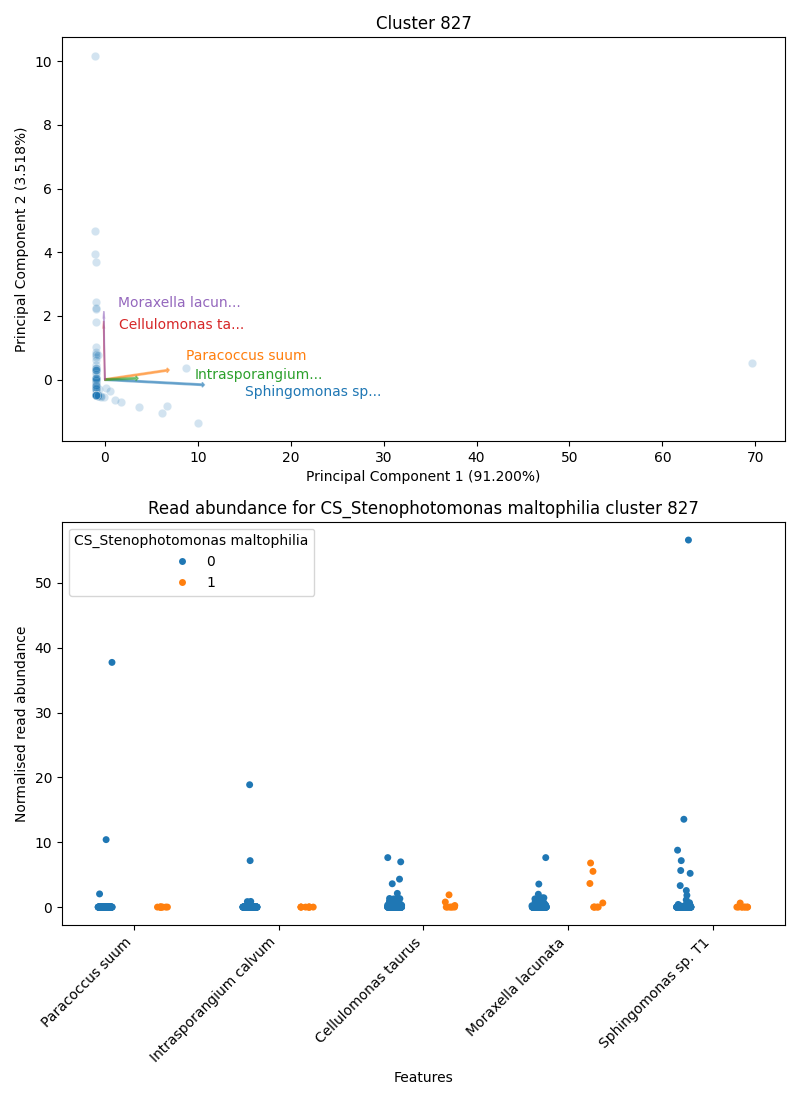 Cluster 827
10
8
6
4
2
0
Principal Component 2 (3.518%)
Moraxella lacun...
Cellulomonas ta...
Paracoccus suum
Intrasporangium...
Sphingomonas sp...
0 10 20 30 40 50 60 70
Principal Component 1 (91.200%)
Read abundance for CS_Stenophotomonas maltophilia cluster 827
CS_Stenophotomonas maltophilia
0
1
50
40
30
20
10
0
Normalised read abundance
Paracoccus suum
Intrasporangium calvum
Cellulomonas taurus
Moraxella lacunata
Sphingomonas sp. T1
Features